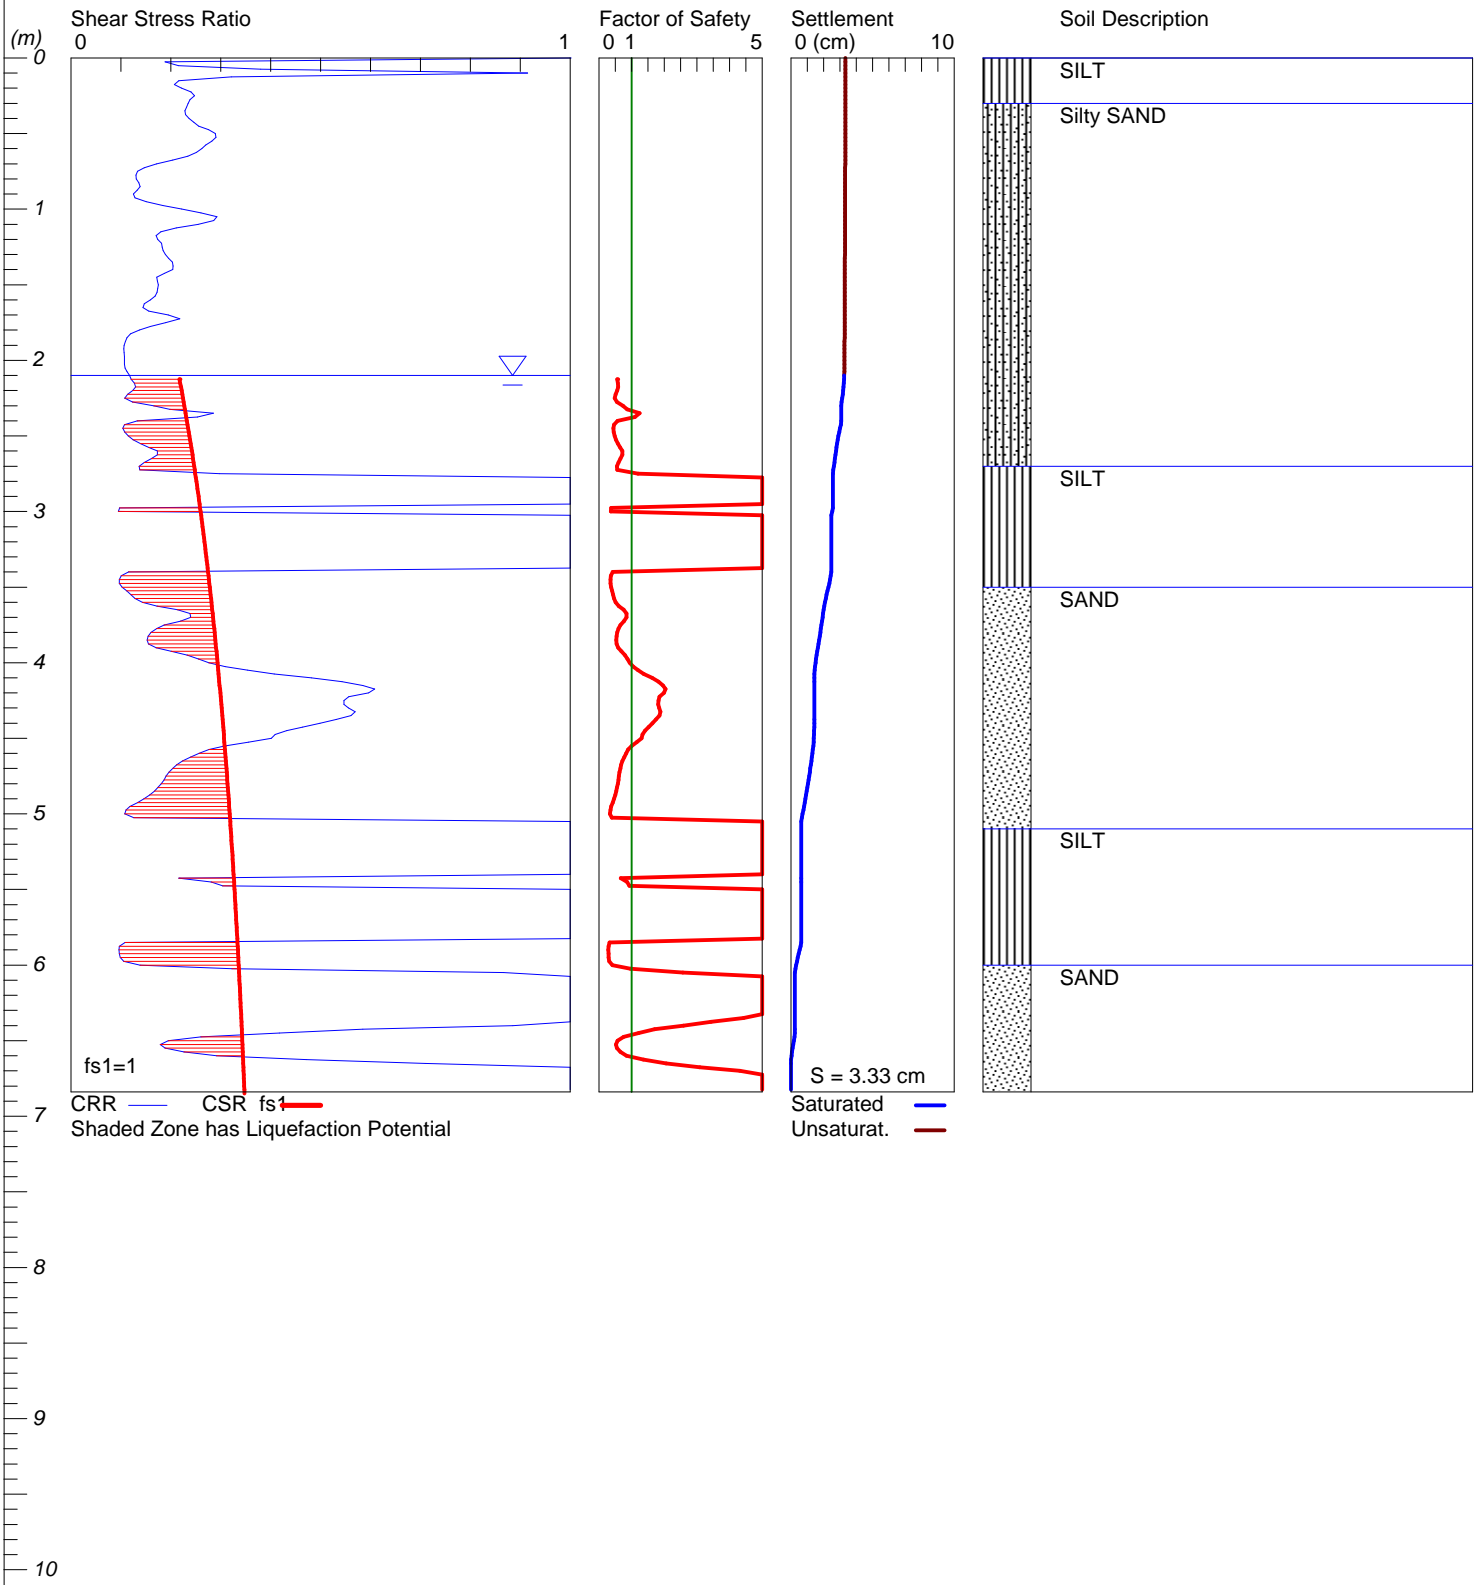 Shear Stress Ratio Factor of Safety Settlement Soil Description
(m) 0 1 0 1 5 0 (cm) 10
0
SILT
Silty SAND
1
2
SILT
3
SAND
4
5
SILT
6
SAND
fs1=1 S = 3.33 cm
CRR CSR fs1 Saturated
7
Shaded Zone has Liquefaction Potential Unsaturat.
8
9
10